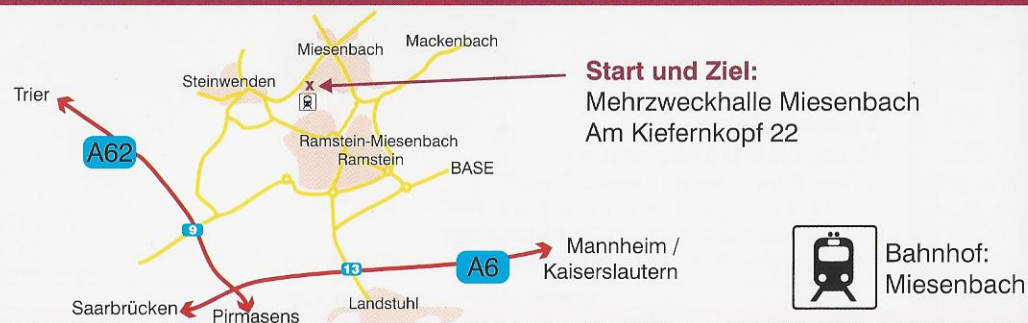 Miesenbach
Mackenbach
Steinwenden
Trier
x
Start und Ziel:
Mehrzweckhalle Miesenbach
Am Kiefernkopf 22
A62
Ramstein-Miesenbach
Ramstein
BASE
9
13
A6
Mannheim /
Kaiserslautern
Bahnhof:
Miesenbach
Saarbrücken
Pirmasens
Landstuhl